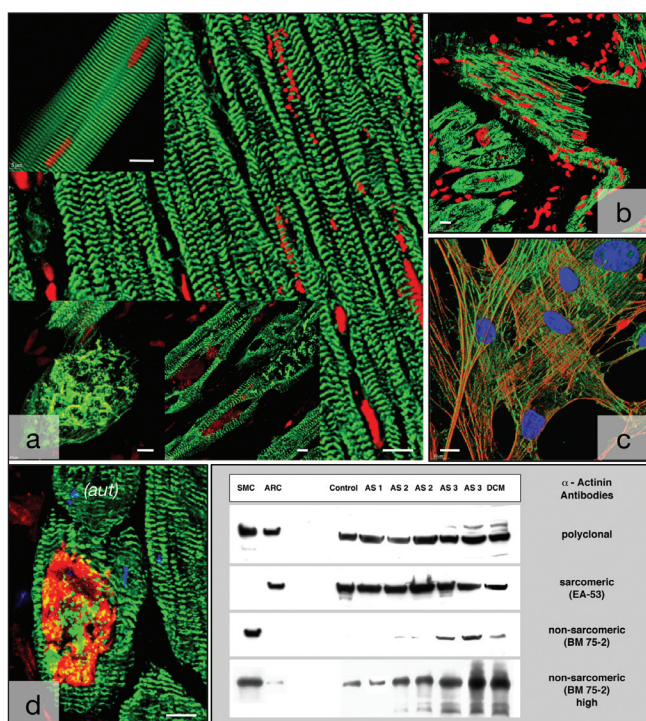 a
b
c
(aut)
d
SMC ARC Control AS 1 AS 2 AS 2 AS 3 AS 3 DCM α - Actinin
Antibodies
polyclonal
sarcomeric
(EA-53)
non-sarcomeric
(BM 75-2)
non-sarcomeric
(BM 75-2)
high